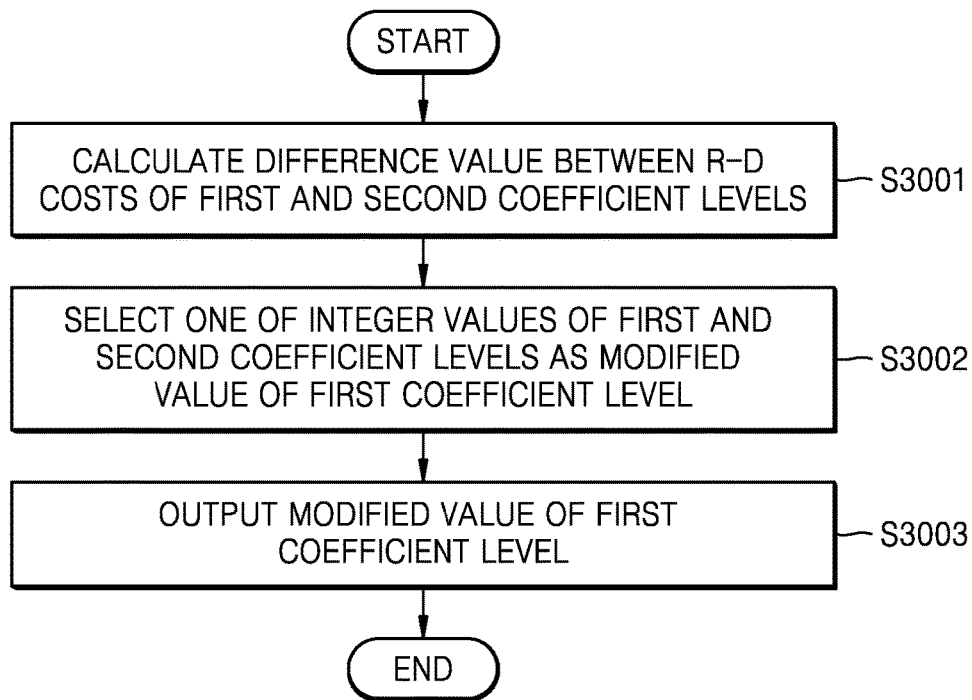 START
CALCULATE DIFFERENCE VALUE BETWEEN R-D
COSTS OF FIRST AND SECOND COEFFICIENT LEVELS
S3001
SELECT ONE OF INTEGER VALUES OF FIRST AND
SECOND COEFFICIENT LEVELS AS MODIFIED
VALUE OF FIRST COEFFICIENT LEVEL
S3002
OUTPUT MODIFIED VALUE OF FIRST
COEFFICIENT LEVEL
S3003
END